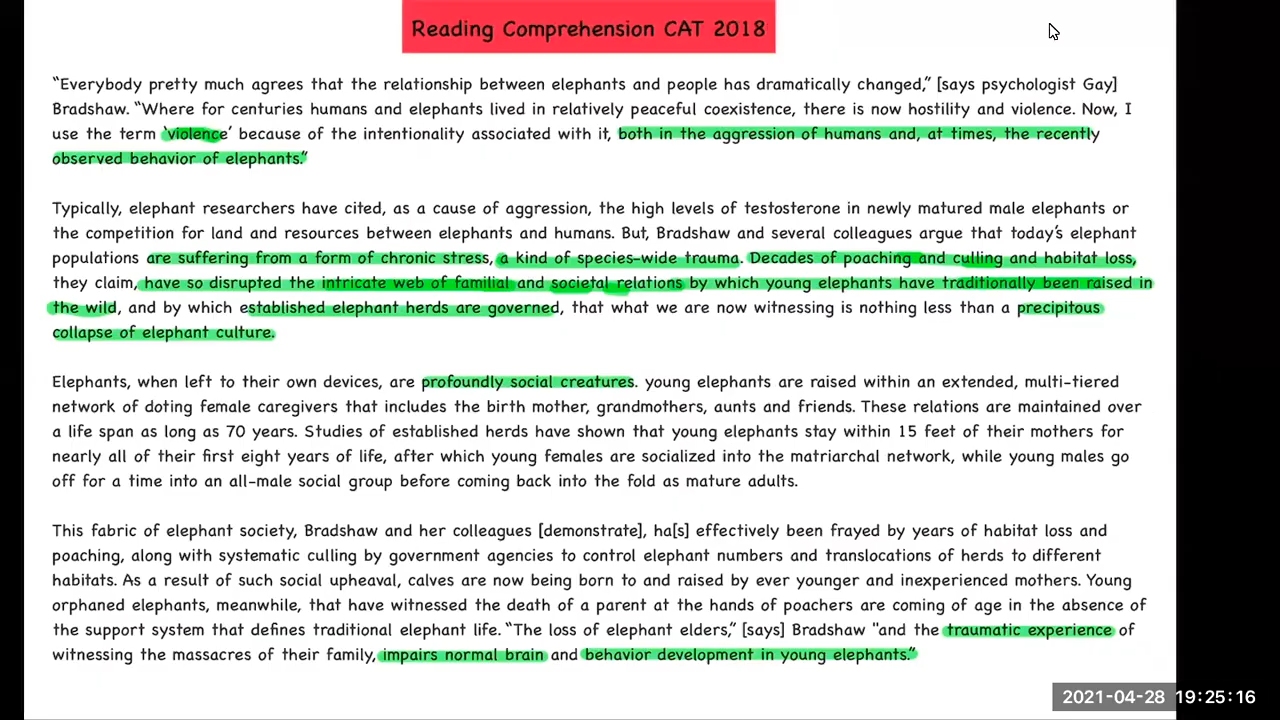 Reading Comprehension CAT 2018
“Everybody pretty much agrees that the relationship between elephants and people has dramatically changed,” [says psychologist Gay]
Bradshaw. “Where for centuries humans and elephants lived in relatively peaceful coexistence, there is now hostility and violence. Now, I
use the term ‘violence’ because of the intentionality associated with it, both in the aggression of humans and, at times, the recently
observed behavior of elephants.”
Typically, elephant researchers have cited, as a cause of aggression, the high levels of testosterone in newly matured male elephants or
the competition for land and resources between elephants and humans. But, Bradshaw and several colleagues argue that today’s elephant
populations are suffering from a form of chronic stress, a kind of species-wide trauma. Decades of poaching and culling and habitat loss,
they claim, have so disrupted the intricate web of familial and societal relations by which young elephants have traditionally been raised in
the wild, and by which established elephant herds are governed, that what we are now witnessing is nothing less than a precipitous
collapse of elephant culture.
Elephants, when left to their own devices, are profoundly social creatures. young elephants are raised within an extended, multi-tiered
network of doting female caregivers that includes the birth mother, grandmothers, aunts and friends. These relations are maintained over
a life span as long as 70 years. Studies of established herds have shown that young elephants stay within 15 feet of their mothers for
nearly all of their first eight years of life, after which young females are socialized into the matriarchal network, while young males go
off for a time into an all-male social group before coming back into the fold as mature adults.
This fabric of elephant society, Bradshaw and her colleagues [demonstrate], ha[s] effectively been frayed by years of habitat loss and
poaching, along with systematic culling by government agencies to control elephant numbers and translocations of herds to different
habitats. As a result of such social upheaval, calves are now being born to and raised by ever younger and inexperienced mothers. Young
orphaned elephants, meanwhile, that have witnessed the death of a parent at the hands of poachers are coming of age in the absence of
the support system that defines traditional elephant life. “The loss of elephant elders,” [says] Bradshaw "and the traumatic experience of
witnessing the massacres of their family, impairs normal brain and behavior development in young elephants.”
2021-04-28 19:25:16